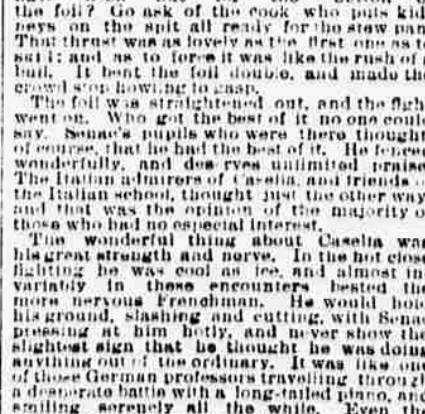 the foil? Go ask of the cook who puts kid-
neys on the spit all ready for the stew pan
That thrust was as lovely as the first one as to
and as to force it was like the rush of
bull. It bent the foil double, and made the
crowd stop howling to gasp.
The foil was straightened out, and the figh
went on. Who got the best of it no one coul
say. Senac's pupils who were there thought
of course, that he had the best of it. He fence
wonderfully, and deserves unlimited praise
The Italian admirers of Caselia, and friends
the Italian school, thought just the other way
and that was the opinion of the majority o
those who had no especial interest.
The wonderful thing about Caselia wa
his great strength and nerve. In the hot close
fighting he was cool as ice, and almost in
variably in these encounters bested the
more nervous Frenchman. He would hol
his ground, slashing and cutting, with Senac
pressing at him hotly, and never show the
slightest sign that he thought he was doin
anything out of the ordinary. It was like one
of those German professors travelling through
a desperate battle with a long-tailed piano, and
smiling serenely all the while. Even the